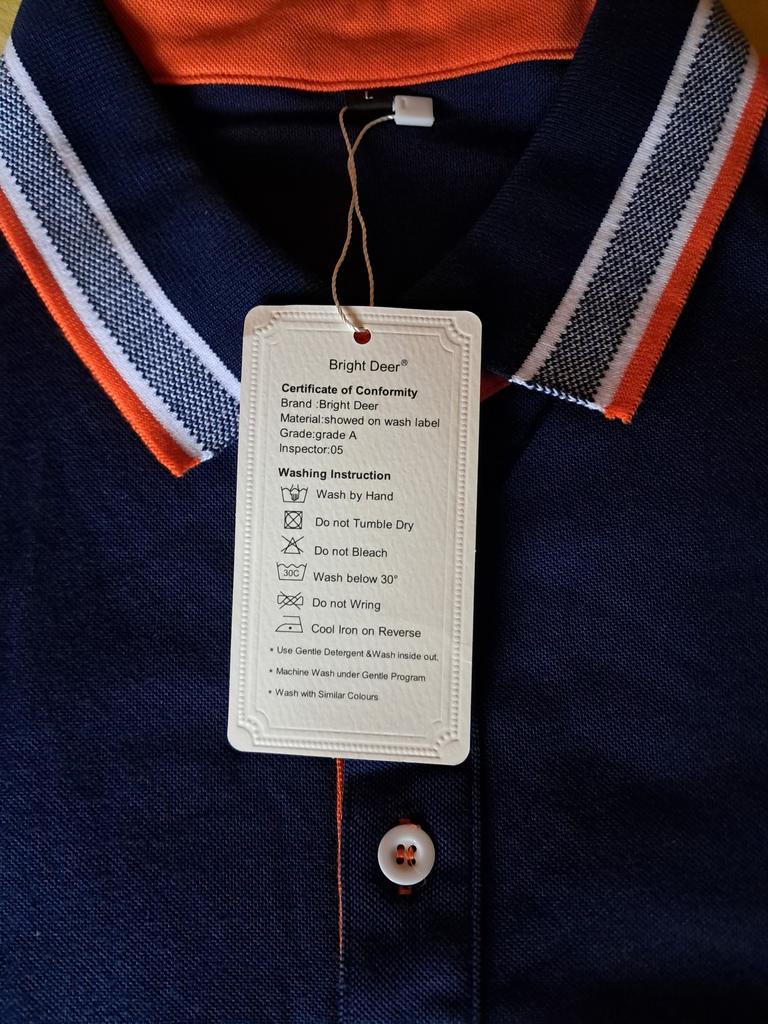 L
Bright Deer®
Certificate of Conformity
Brand :Bright Deer
Material:showed on wash label
Grade:grade A
Inspector:05
Washing Instruction
Wash by Hand
Do not Tumble Dry
Do not Bleach
30C Wash below 30°
Do not Wring
Cool Iron on Reverse
* Use Gentle Detergent &Wash inside out.
* Machine Wash under Gentle Program
* Wash with Similar Colours